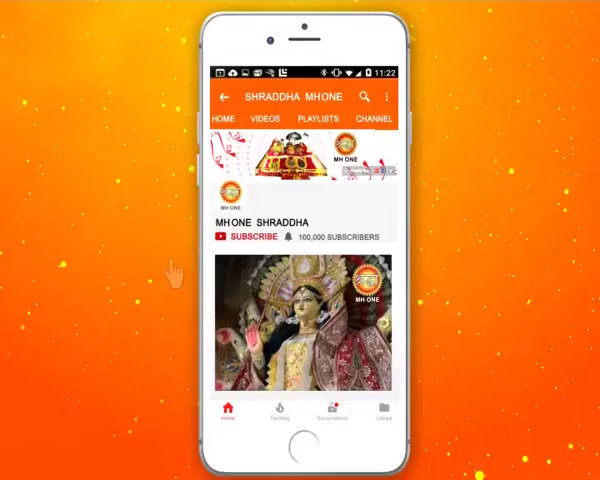 11:22
SHRADDHA MHONE
HOME VIDEOS PLAYLISTS CHANNEL
MH ONE
MH ONE
MHONE SHRADDHA
SUBSCRIBE 100,000 SUBSCRIBERS
MH ONE
Home Trending Subscriptions Library